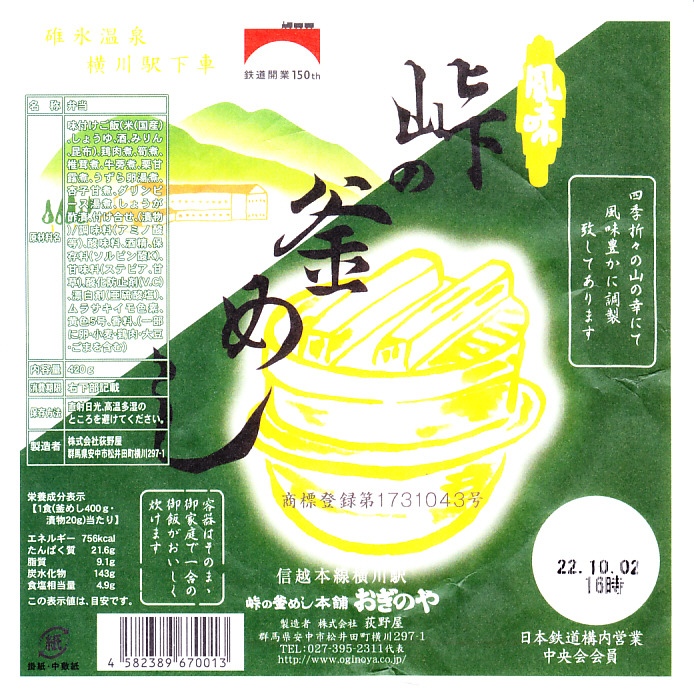 碓氷温泉
横川駅下車
鉄道開業150th
風味
峠の
釜めし
四季折々の山の幸にて
風味豊かに調製
致してあります
名称 弁当
原材料名
味付けご飯(米(国産)
、しょうゆ、酒、みりん、
昆布)、鶏肉煮、筍煮、
椎茸煮、牛蒡煮、栗甘
露煮、うずら卵湯煮、
杏子甘煮、グリンピ
ース湯煮、しょうが
酢漬、付け合せ、(漬物)
/調味料(アミノ酸
等)、酸味料、酒精、保
存料(ソルビン酸K)、
甘味料(ステビア、甘
草)、酸化防止剤(V.C)
、漂白剤(亜硫酸塩)、
ムラサキイモ色素、
黄色5号、香料、(一部
に卵・小麦・鶏肉・大豆
・ごまを含む)
内容量 420g
消費期限 右下部記載
保存方法 直射日光、高温多湿の
ところを避けてください。
製造者 株式会社荻野屋
群馬県安中市松井田町横川297-1
栄養成分表示
【1食(釜めし400g・
漬物20g)当たり】
エネルギー 756kcal
たんぱく質 21.6g
脂質 9.1g
炭水化物 143g
食塩相当量 4.9g
この表示値は、目安です。
容器はそのまゝ
御家庭で一合の
御飯がおいしく
炊けます
商標登録第1731043号
22.10.02
16時
紙
掛紙・中敷紙
4 582389 670013
信越本線横川駅
峠の釜めし本舗 おぎのや
製造者 株式会社 荻野屋
群馬県安中市松井田町横川297-1
TEL:027-395-2311代表
http://www.oginoya.co.jp/
日本鉄道構内営業
中央会会員